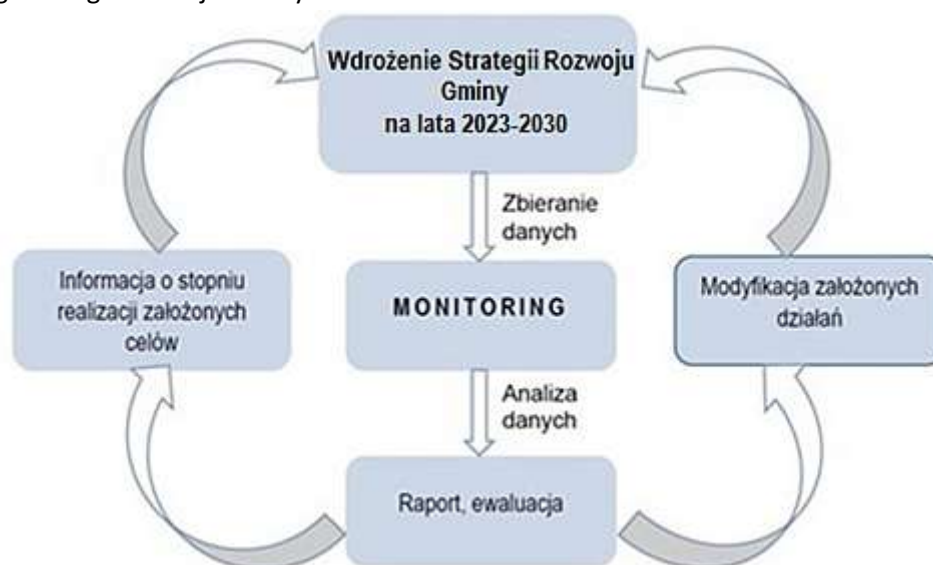 Wdrożenie Strategii Rozwoju
Gminy
na lata 2023-2030
Zbieranie
danych
Informacja o stopniu
realizacji założonych
celów
MONITORING
Modyfikacja założonych
działań
Analiza
danych
Raport, ewaluacja